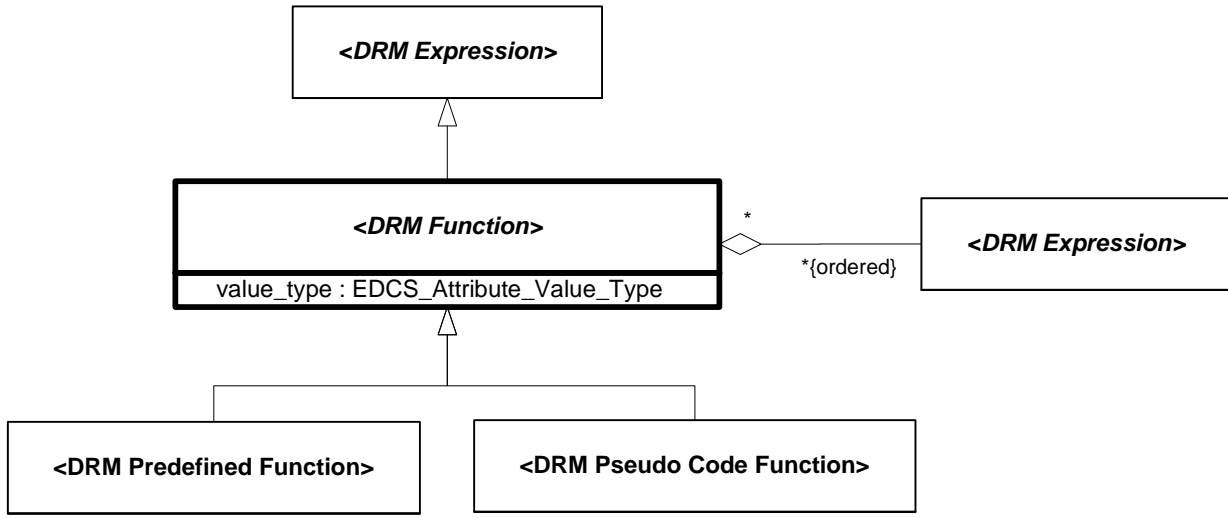 <DRM Expression>
<DRM Function>
*
<DRM Expression>
*{ordered}
value_type : EDCS_Attribute_Value_Type
<DRM Predefined Function>
<DRM Pseudo Code Function>